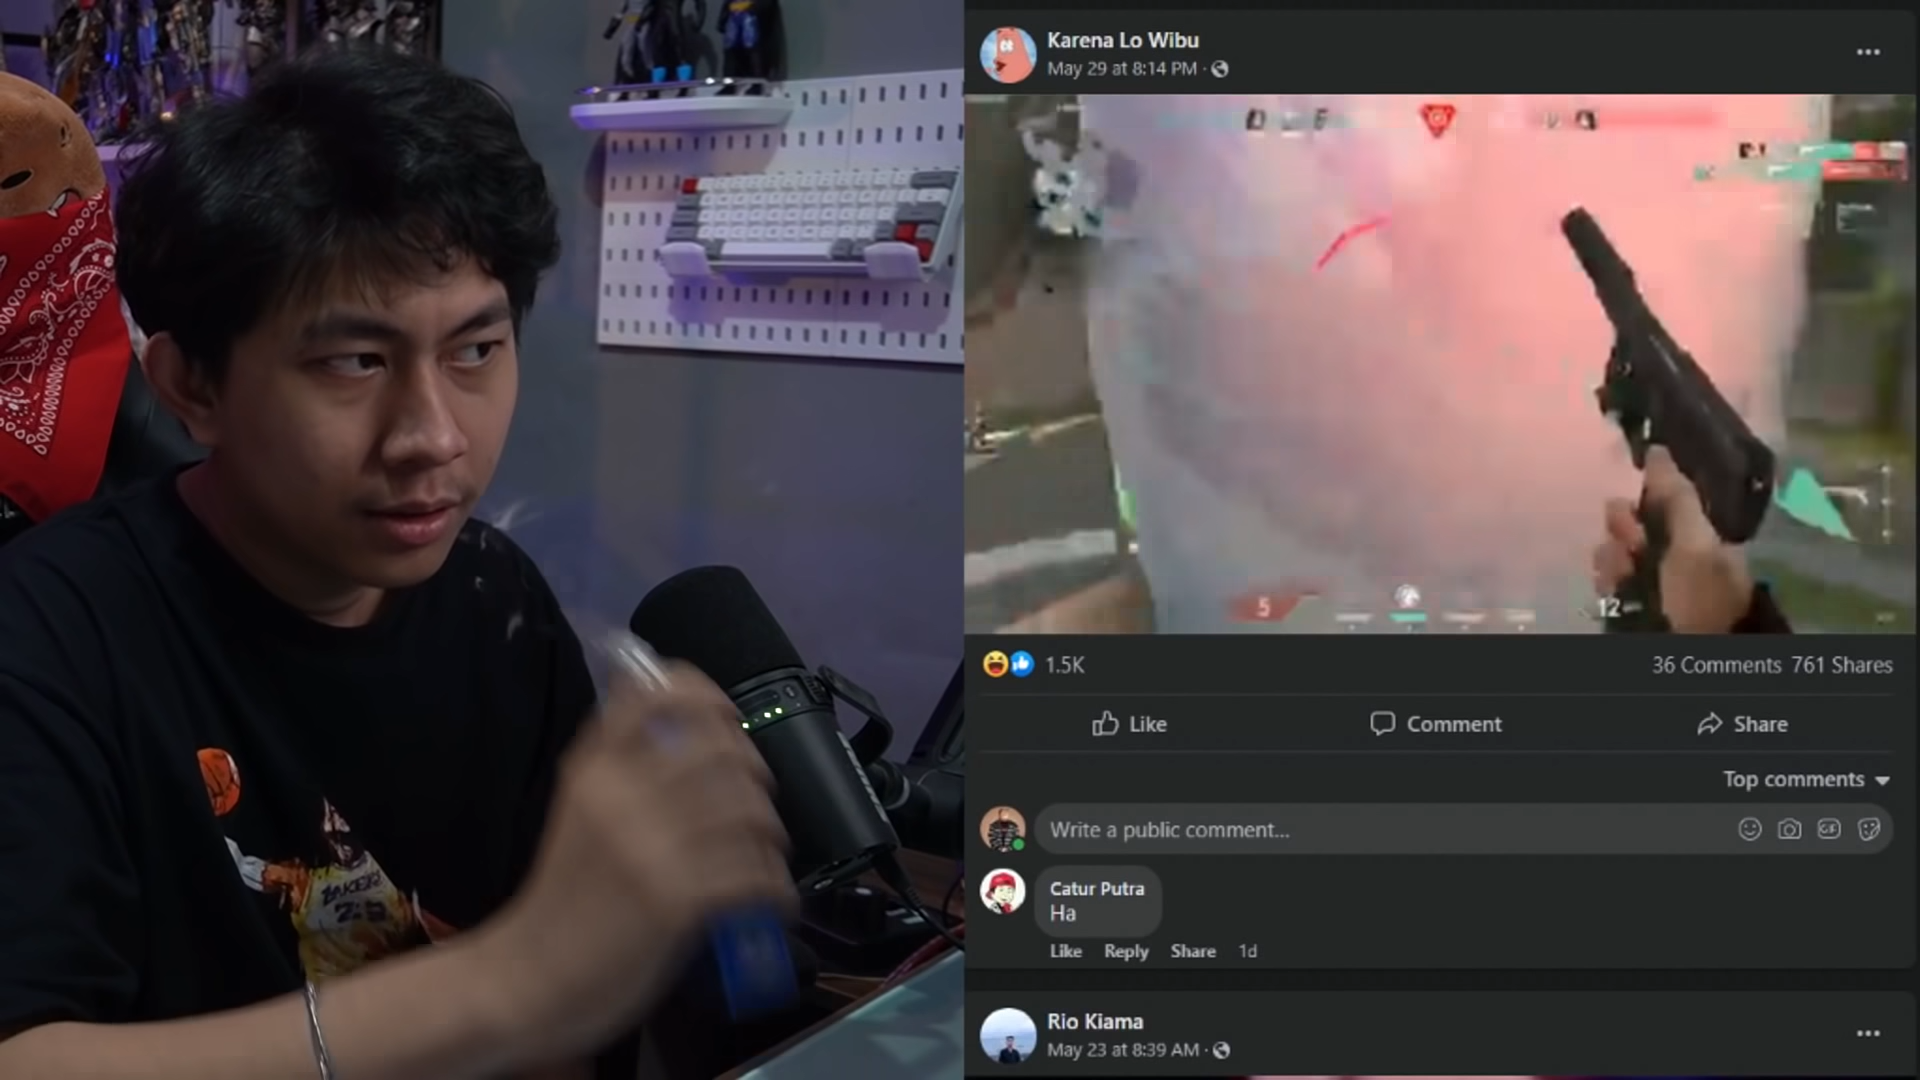 Karena Lo Wibu
May 29 at 8:14 PM ·
5
12
1.5K
36 Comments 761 Shares
Like
Comment
Share
Top comments
Write a public comment...
GIF
Catur Putra
Ha
Like Reply Share 1d
Rio Kiama
May 23 at 8:39 AM ·
LAKERS